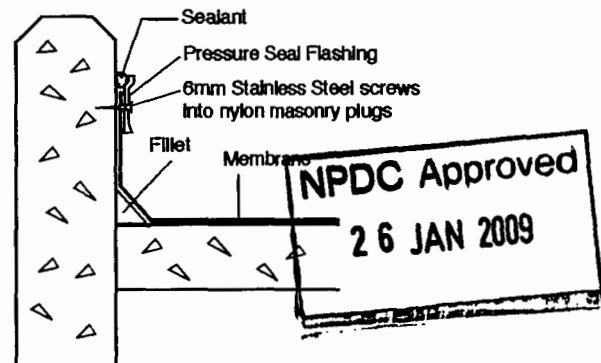 Sealant
Pressure Seal Flashing
6mm Stainless Steel screws
into nylon masonry plugs
Fillet
Membrane
NPDC Approved
26 JAN 2009